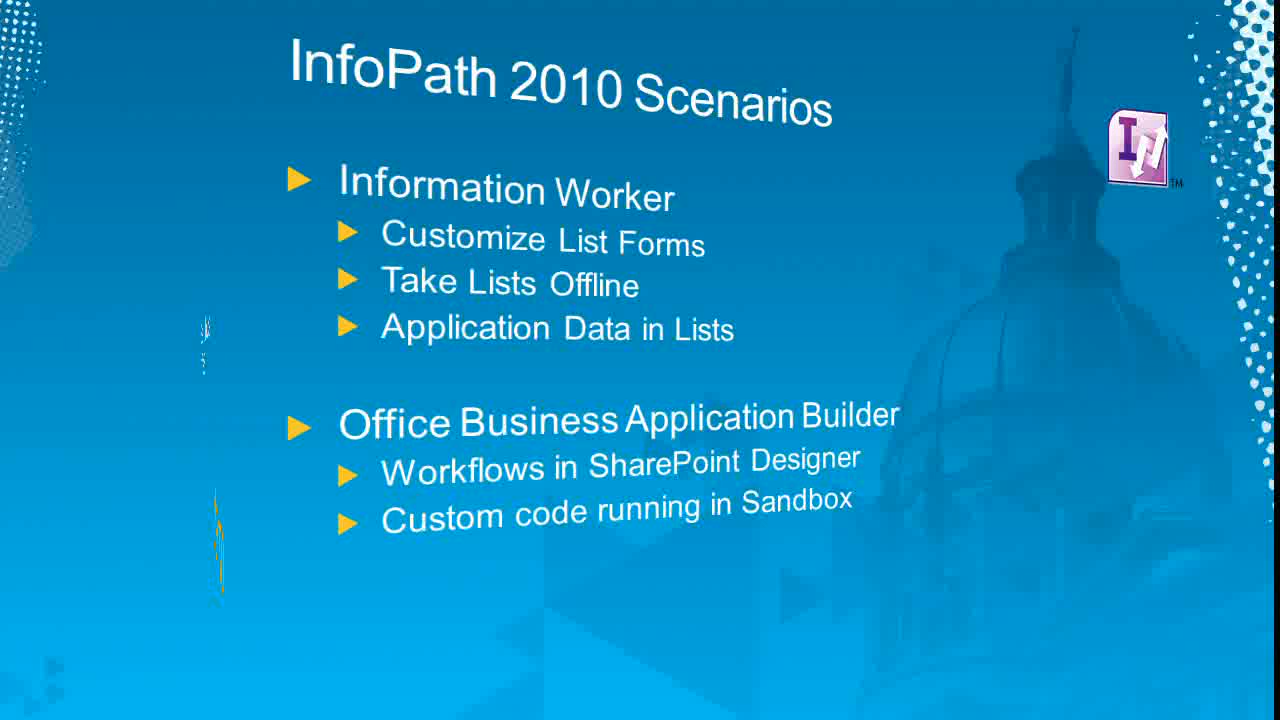 InfoPath 2010 Scenarios
Information Worker
Customize List Forms
Take Lists Offline
Application Data in Lists
Office Business Application Builder
Workflows in SharePoint Designer
Custom code running in Sandbox
I
TM